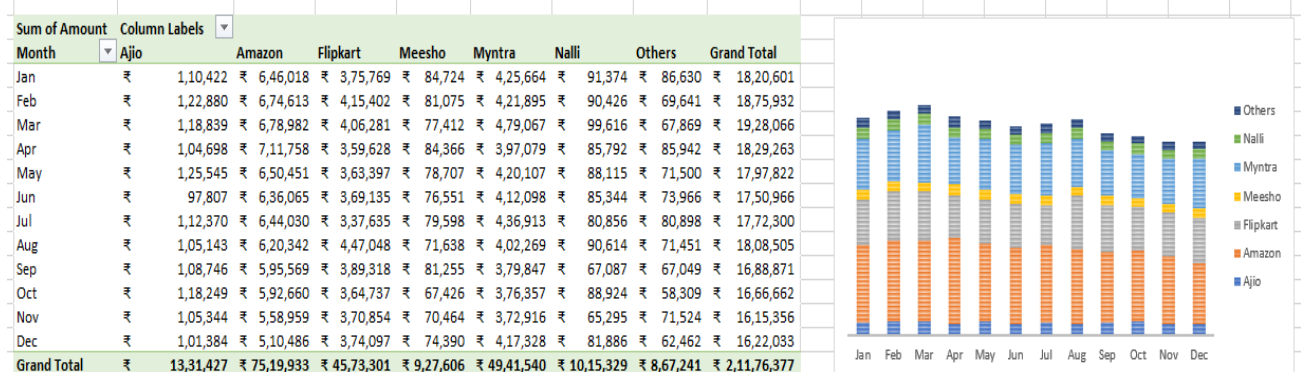 Sum of Amount Column Labels
Month Ajio Amazon Flipkart Meesho Myntra Nalli Others Grand Total
Jan ₹ 1,10,422 ₹ 6,46,018 ₹ 3,75,769 ₹ 84,724 ₹ 4,25,664 ₹ 91,374 ₹ 86,630 ₹ 18,20,601
Feb ₹ 1,22,880 ₹ 6,74,613 ₹ 4,15,402 ₹ 81,075 ₹ 4,21,895 ₹ 90,426 ₹ 69,641 ₹ 18,75,932
Mar ₹ 1,18,839 ₹ 6,78,982 ₹ 4,06,281 ₹ 77,412 ₹ 4,79,067 ₹ 99,616 ₹ 67,869 ₹ 19,28,066
Apr ₹ 1,04,698 ₹ 7,11,758 ₹ 3,59,628 ₹ 84,366 ₹ 3,97,079 ₹ 85,792 ₹ 85,942 ₹ 18,29,263
May ₹ 1,25,545 ₹ 6,50,451 ₹ 3,63,397 ₹ 78,707 ₹ 4,20,107 ₹ 88,115 ₹ 71,500 ₹ 17,97,822
Jun ₹ 97,807 ₹ 6,36,065 ₹ 3,69,135 ₹ 76,551 ₹ 4,12,098 ₹ 85,344 ₹ 73,966 ₹ 17,50,966
Jul ₹ 1,12,370 ₹ 6,44,030 ₹ 3,37,635 ₹ 79,598 ₹ 4,36,913 ₹ 80,856 ₹ 80,898 ₹ 17,72,300
Aug ₹ 1,05,143 ₹ 6,20,342 ₹ 4,47,048 ₹ 71,638 ₹ 4,02,269 ₹ 90,614 ₹ 71,451 ₹ 18,08,505
Sep ₹ 1,08,746 ₹ 5,95,569 ₹ 3,89,318 ₹ 81,255 ₹ 3,79,847 ₹ 67,087 ₹ 67,049 ₹ 16,88,871
Oct ₹ 1,18,249 ₹ 5,92,660 ₹ 3,64,737 ₹ 67,426 ₹ 3,76,357 ₹ 88,924 ₹ 58,309 ₹ 16,66,662
Nov ₹ 1,05,344 ₹ 5,58,959 ₹ 3,70,854 ₹ 70,464 ₹ 3,72,916 ₹ 65,295 ₹ 71,524 ₹ 16,15,356
Dec ₹ 1,01,384 ₹ 5,10,486 ₹ 3,74,097 ₹ 74,390 ₹ 4,17,328 ₹ 81,886 ₹ 62,462 ₹ 16,22,033
Grand Total ₹ 13,31,427 ₹ 75,19,933 ₹ 45,73,301 ₹ 9,27,606 ₹ 49,41,540 ₹ 10,15,329 ₹ 8,67,241 ₹ 2,11,76,377
Others
Nalli
Myntra
Meesho
Flipkart
Amazon
Ajio
Jan Feb Mar Apr May Jun Jul Aug Sep Oct Nov Dec